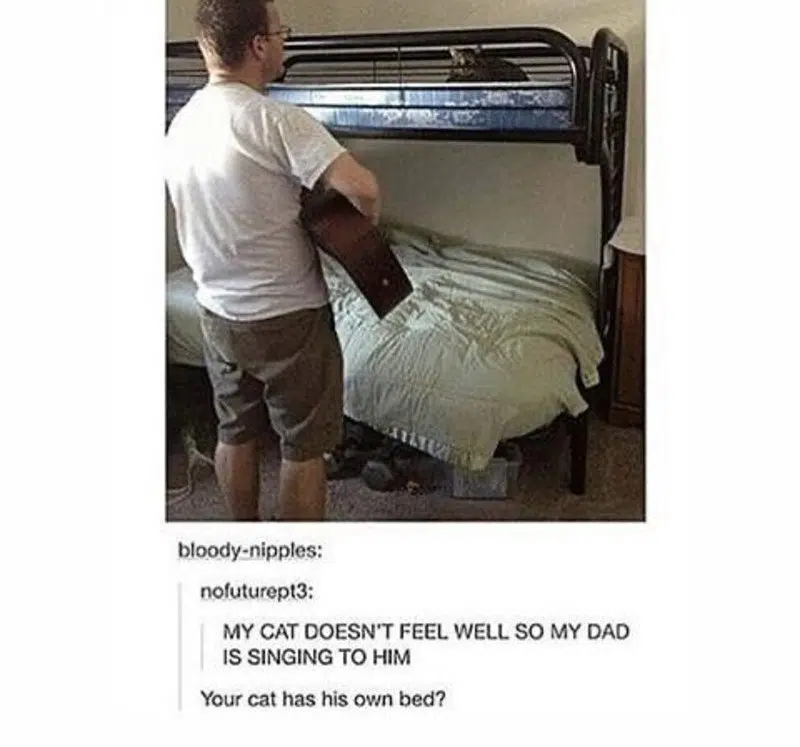 bloody-nipples:
nofuturept3:
MY CAT DOESN'T FEEL WELL SO MY DAD
IS SINGING TO HIM
Your cat has his own bed?